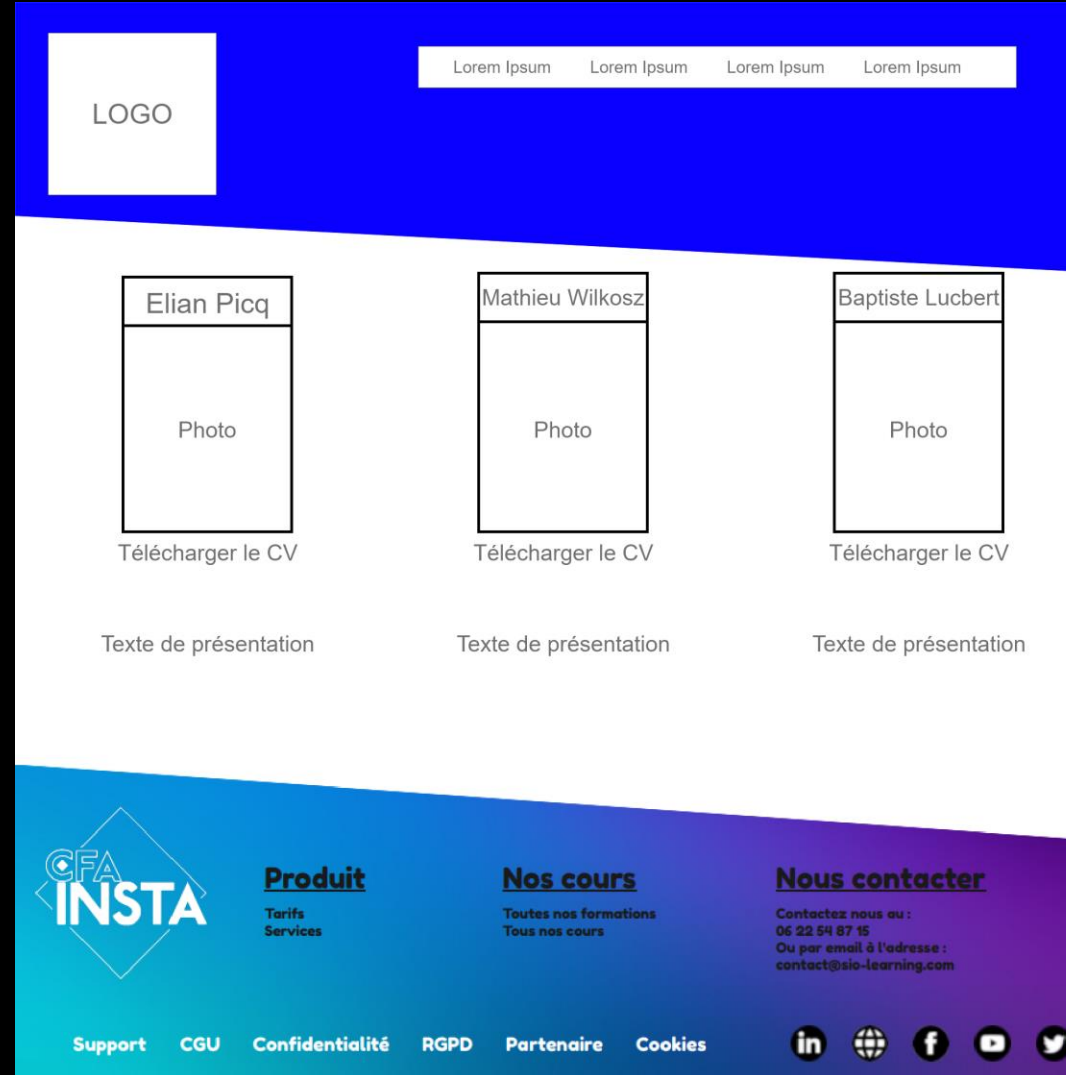 LOGO
Lorem Ipsum Lorem Ipsum Lorem Ipsum Lorem Ipsum
Elian Picq
Photo
Télécharger le CV
Texte de présentation
Mathieu Wilkosz
Photo
Télécharger le CV
Texte de présentation
Baptiste Lucbert
Photo
Télécharger le CV
Texte de présentation
CFA
INSTA
Produit
Tarifs
Services
Nos cours
Toutes nos formations
Tous nos cours
Nous contacter
Contactez nous au :
06 22 54 87 15
Ou par email à l'adresse :
contact@sio-learning.com
Support CGU Confidentialité RGPD Partenaire Cookies
in f